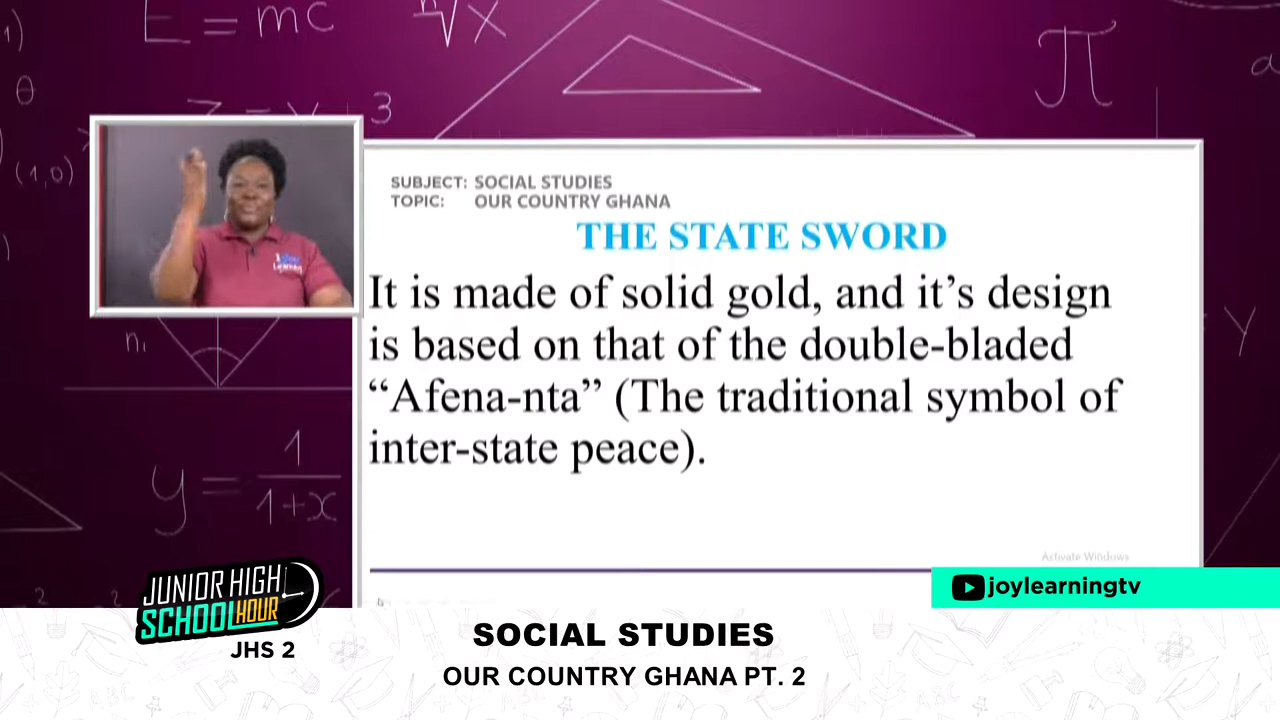 E = mc
n√x
π
1)
θ
3
(1,0)
SUBJECT: SOCIAL STUDIES
TOPIC: OUR COUNTRY GHANA
THE STATE SWORD
It is made of solid gold, and it’s design
is based on that of the double-bladed
“Afena-nta” (The traditional symbol of
inter-state peace).
n,
Y
y = 1/1+x
Activate Windows
joylearningtv
JUNIOR HIGH
SCHOOL HOUR
JHS 2
SOCIAL STUDIES
OUR COUNTRY GHANA PT. 2